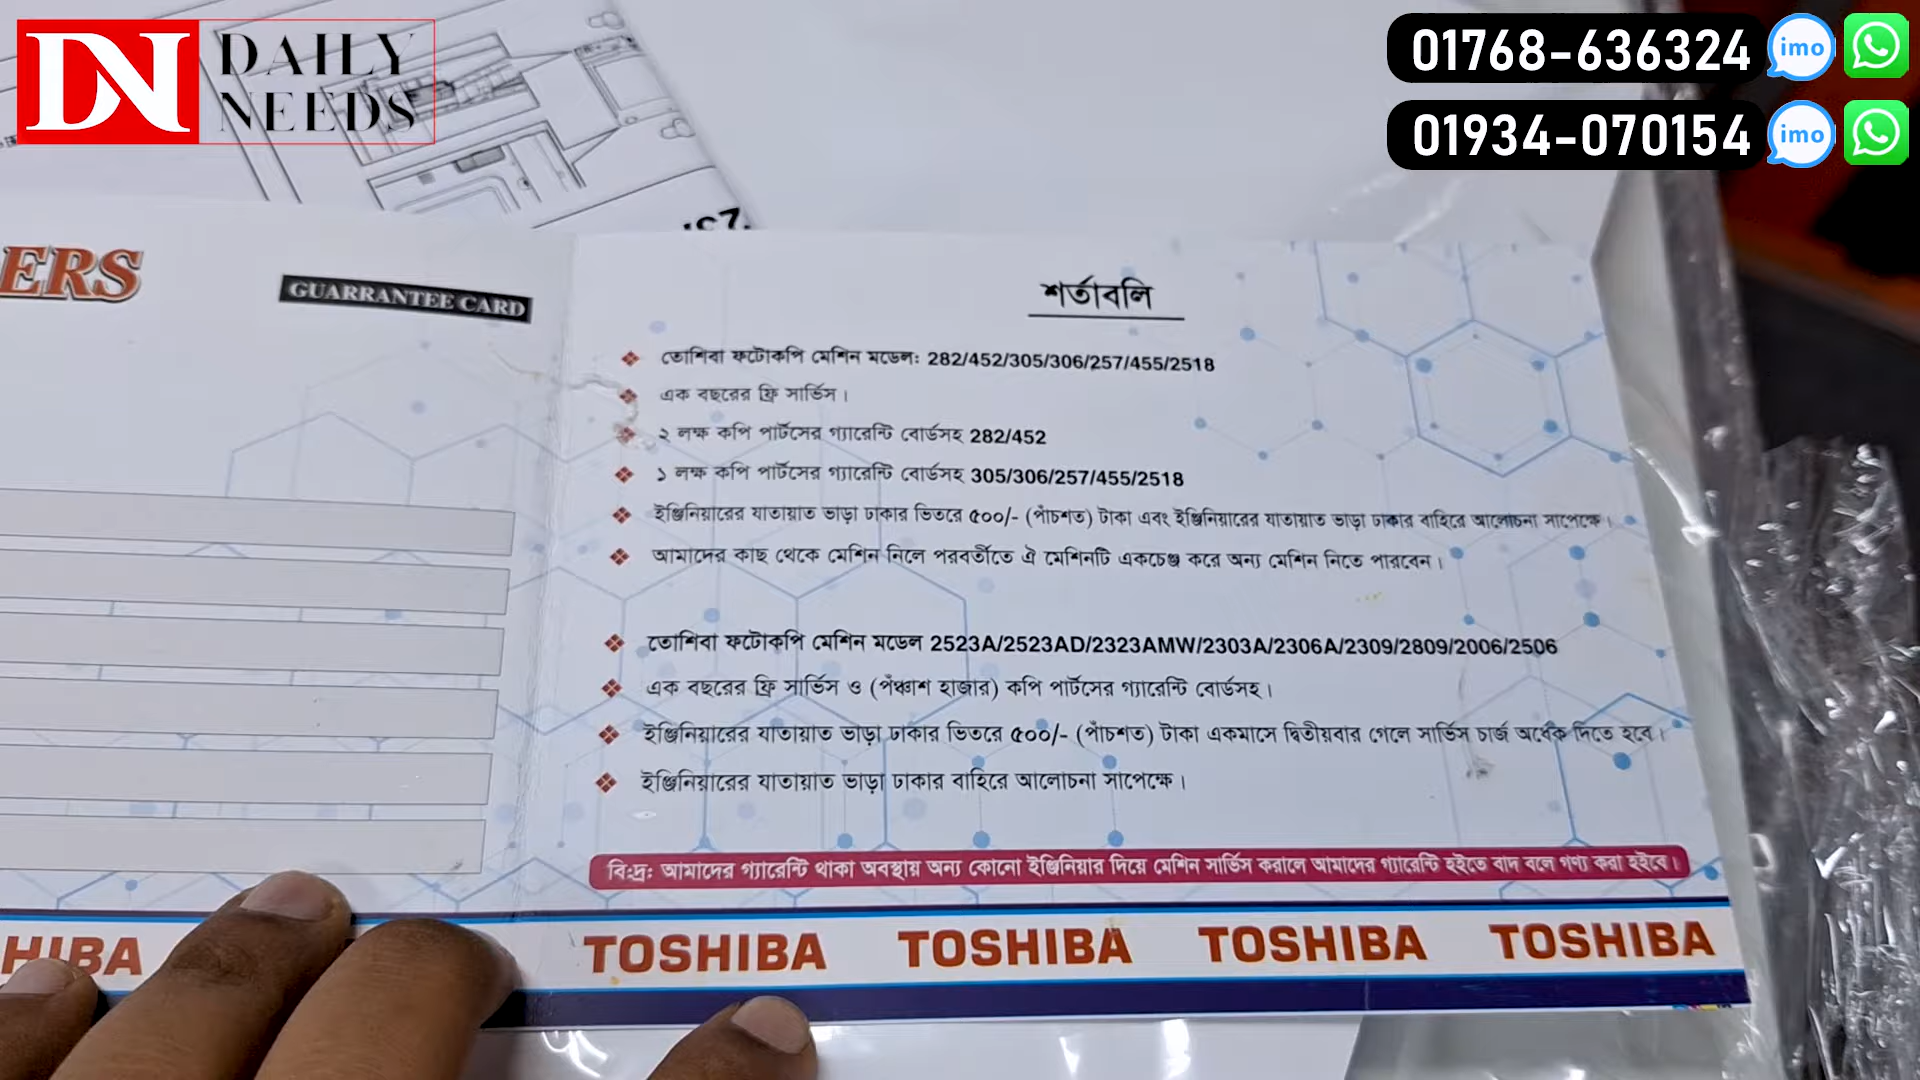 DN DAILY NEEDS
01768-636324 imo
01934-070154 imo
ERS
GUARRANTEE CARD
শর্তাবলি
তোশিবা ফটোকপি মেশিন মডেল: 282/452/305/306/257/455/2518
এক বছরের ফ্রি সার্ভিস।
২ লক্ষ কপি পার্টসের গ্যারেন্টি বোর্ডসহ 282/452
১ লক্ষ কপি পার্টসের গ্যারেন্টি বোর্ডসহ 305/306/257/455/2518
ইঞ্জিনিয়ারের যাতায়াত ভাড়া ঢাকার ভিতরে ৫০০/- (পাঁচশত) টাকা এবং ইঞ্জিনিয়ারের যাতায়াত ভাড়া ঢাকার বাহিরে আলোচনা সাপেক্ষে।
আমাদের কাছ থেকে মেশিন নিলে পরবর্তীতে ঐ মেশিনটি একচেঞ্জ করে অন্য মেশিন নিতে পারবেন।
তোশিবা ফটোকপি মেশিন মডেল 2523A/2523AD/2323AMW/2303A/2306A/2309/2809/2006/2506
এক বছরের ফ্রি সার্ভিস ও (পঁঞ্চাশ হাজার) কপি পার্টসের গ্যারেন্টি বোর্ডসহ।
ইঞ্জিনিয়ারের যাতায়াত ভাড়া ঢাকার ভিতরে ৫০০/- (পাঁচশত) টাকা একমাসে দ্বিতীয়বার গেলে সার্ভিস চার্জ অর্ধেক দিতে হবে।
ইঞ্জিনিয়ারের যাতায়াত ভাড়া ঢাকার বাহিরে আলোচনা সাপেক্ষে।
বি:দ্র: আমাদের গ্যারেন্টি থাকা অবস্থায় অন্য কোনো ইঞ্জিনিয়ার দিয়ে মেশিন সার্ভিস করালে আমাদের গ্যারেন্টি হইতে বাদ বলে গণ্য করা হইবে।
HIBA TOSHIBA TOSHIBA TOSHIBA TOSHIBA